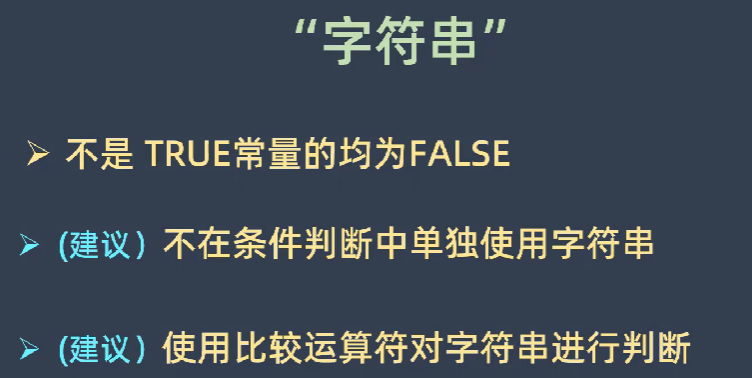 “字符串”
➢ 不是 TRUE常量的均为FALSE
➢ (建议）不在条件判断中单独使用字符串
➢ (建议）使用比较运算符对字符串进行判断